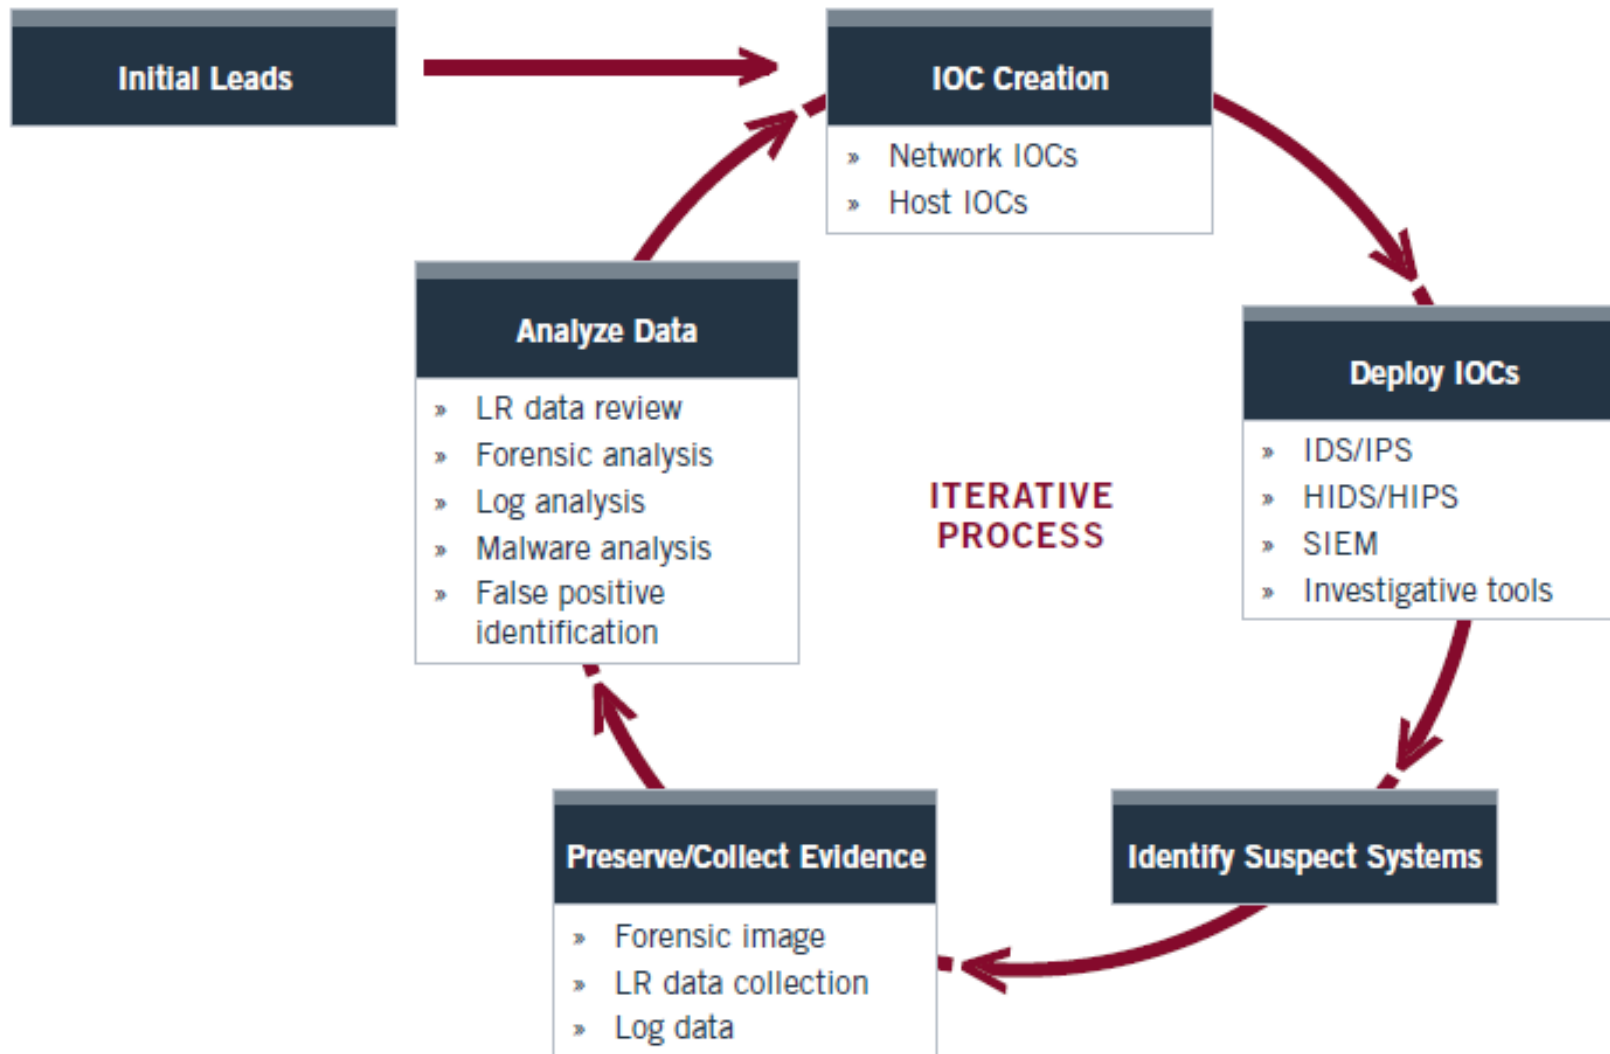 Initial Leads
IOC Creation
» Network IOCs
» Host IOCs
Deploy IOCs
» IDS/IPS
» HIDS/HIPS
» SIEM
» Investigative tools
Identify Suspect Systems
Preserve/Collect Evidence
» Forensic image
» LR data collection
» Log data
Analyze Data
» LR data review
» Forensic analysis
» Log analysis
» Malware analysis
» False positive
identification
ITERATIVE
PROCESS